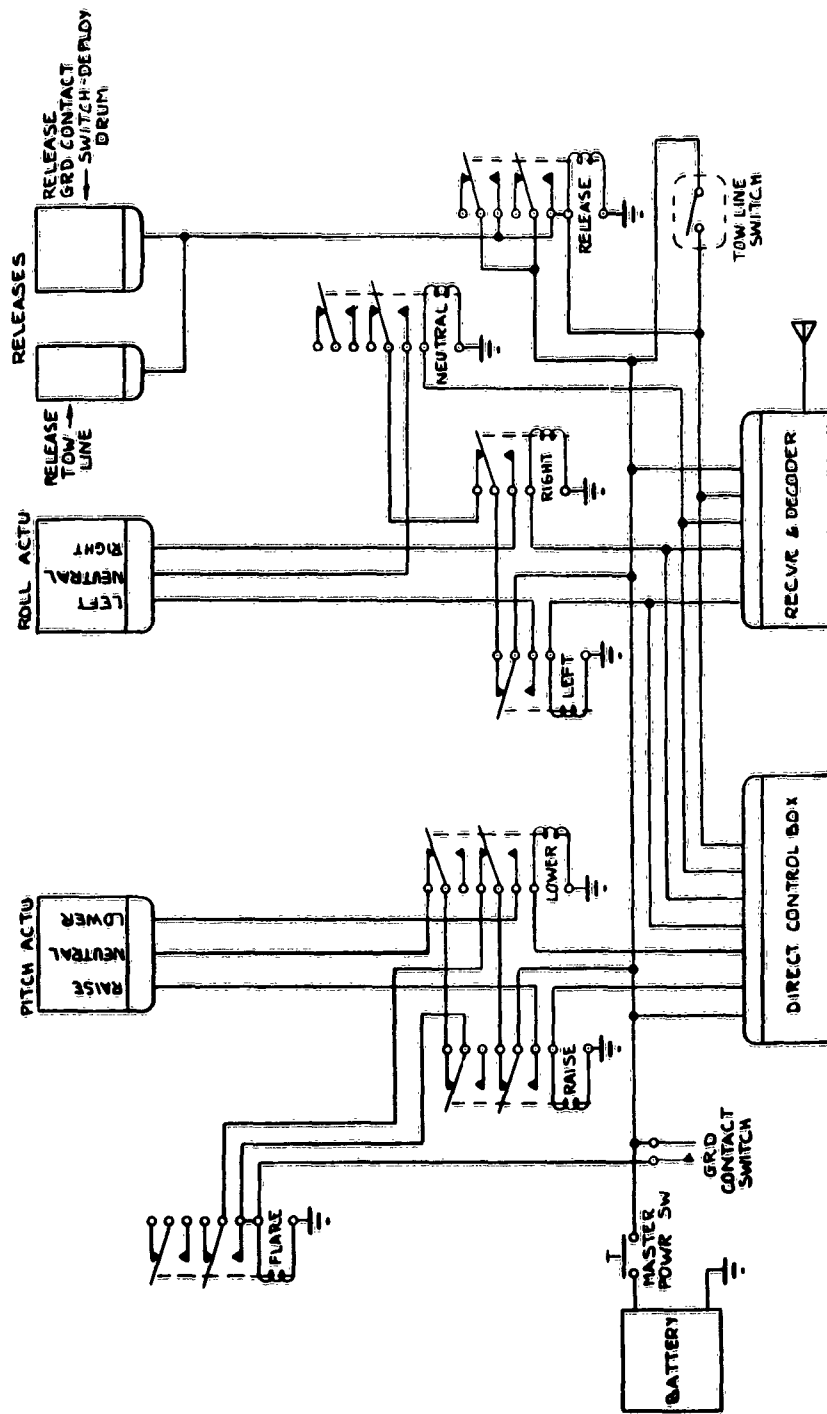 RELEASES
RELEASE
GRD CONTACT
SWITCH-DEPLOY
DRUM
RELEASE
TOW
LINE
ROLL ACTU
RIGHT
NEUTRAL
LEFT
PITCH ACTU
LOWER
NEUTRAL
RAISE
RELEASE
NEUTRAL
RIGHT
LEFT
LOWER
RAISE
FLARE
TOW LINE
SWITCH
RECVR & DECODER
DIRECT CONTROL BOX
GRD
CONTACT
SWITCH
MASTER
POWR SW
BATTERY